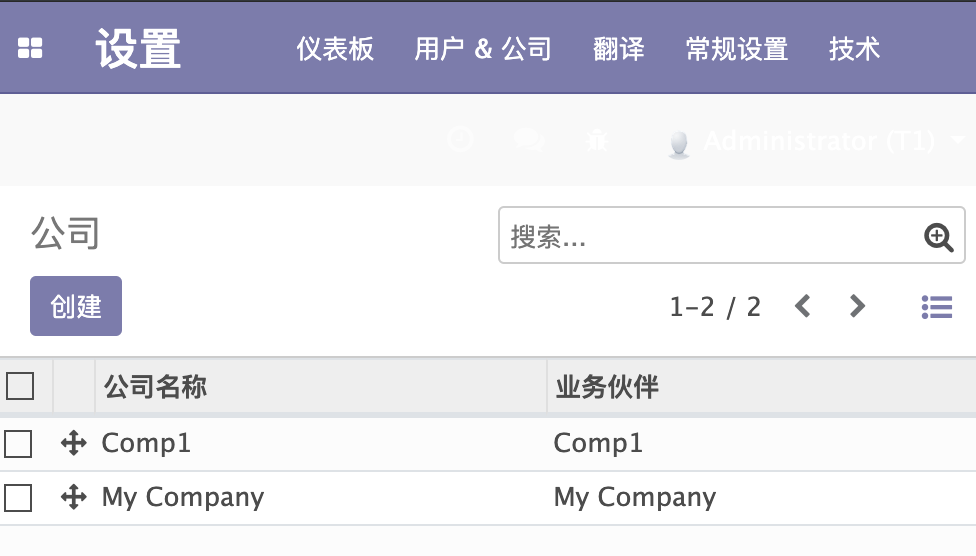 设置 仪表板 用户 & 公司 翻译 常规设置 技术
Administrator (T1)
公司
搜索...
创建
1-2 / 2
公司名称 业务伙伴
Comp1 Comp1
My Company My Company